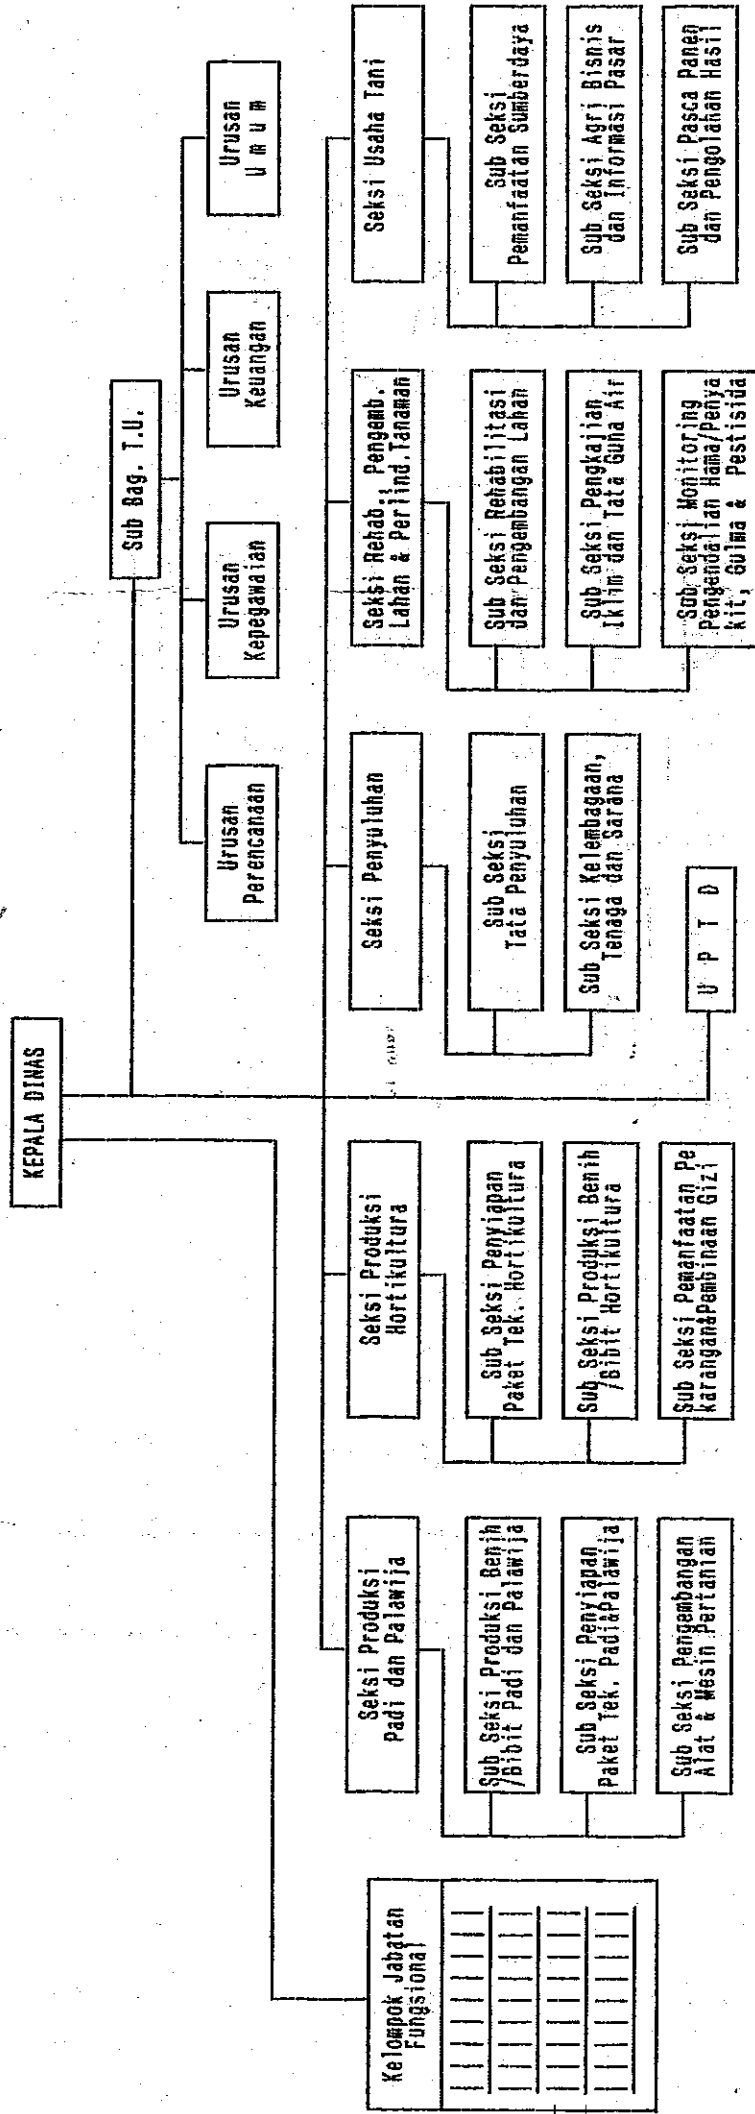 KEPALA DINAS
Sub Bag. T.U.
Urusan
Perencanaan
Urusan
Kepegawaian
Urusan
Keuangan
Urusan
U m u m
Kelompok Jabatan
Fungsional
Seksi Produksi
Padi dan Palawija
Sub Seksi Produksi Benih
/Bibit Padi dan Palawija
Sub Seksi Penyiapan
Paket Tek. Padi&Palawija
Sub Seksi Pengembangan
Alat & Mesin Pertanian
Seksi Produksi
Hortikultura
Sub Seksi Penyiapan
Paket Tek. Hortikultura
Sub Seksi Produksi Benih
/Bibit Hortikultura
Sub Seksi Pemanfaatan Pe
karangan&Pembinaan Gizi
Seksi Penyuluhan
Sub Seksi
Tata Penyuluhan
Sub Seksi Kelembagaan,
Tenaga dan Sarana
U P T D
Seksi Rehab., Pengemb.
Lahan & Perlind.Tanaman
Sub Seksi Rehabilitasi
dan Pengembangan Lahan
Sub Seksi Pengkajian
Iklim dan Tata Guna Air
Sub Seksi Monitoring
Pengendalian Hama/Penya
kit, Gulma & Pestisida
Seksi Usaha Tani
Sub Seksi
Pemanfaatan Sumberdaya
Sub Seksi Agri Bisnis
dan Informasi Pasar
Sub Seksi Pasca Panen
dan Pengolahan Hasil